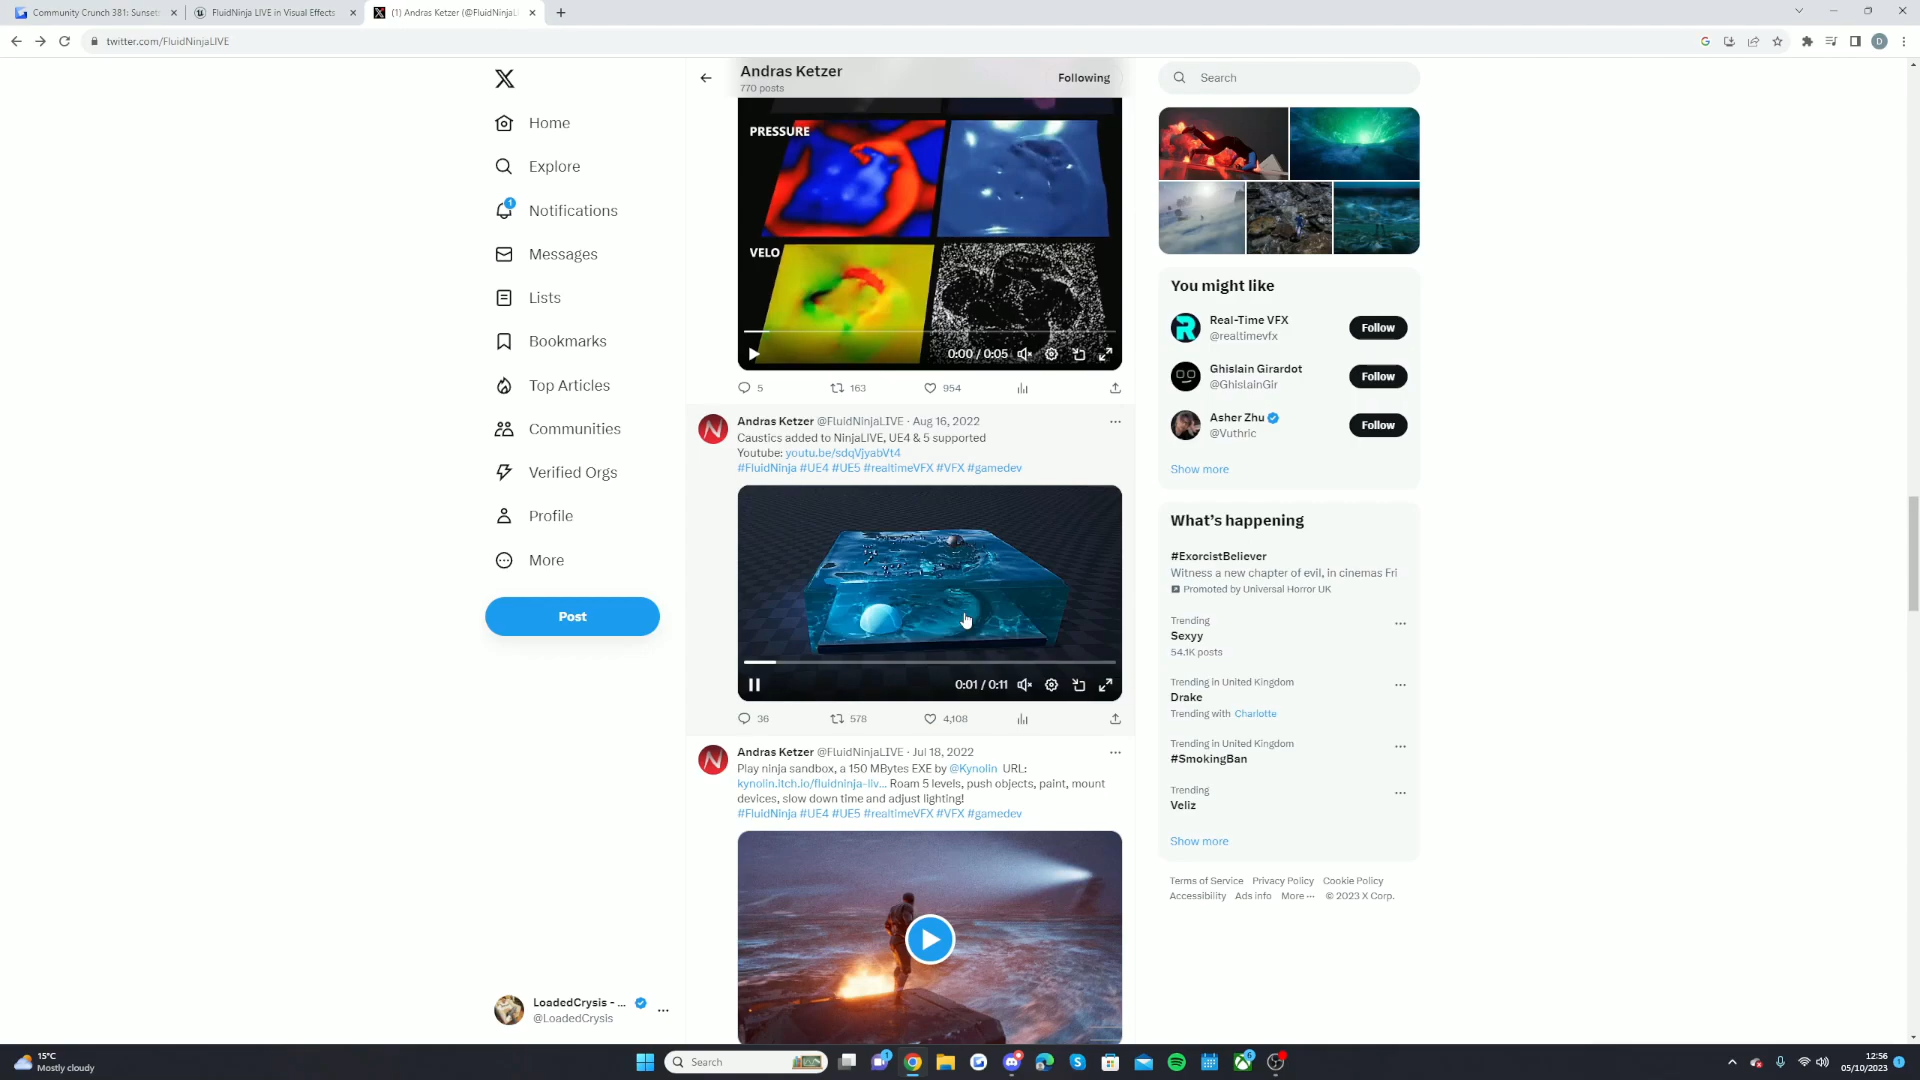 Community Crunch 381: Sunset
FluidNinja LIVE in Visual Effects
(1) Andras Ketzer (@FluidNinjaL
twitter.com/FluidNinjaLIVE
D
Home
Explore
1
Notifications
Messages
Lists
Bookmarks
Top Articles
Communities
Verified Orgs
Profile
More
Post
LoadedCrysis - ...
@LoadedCrysis
Andras Ketzer
770 posts
Following
PRESSURE
VELO
0:00 / 0:05
5
163
954
Andras Ketzer @FluidNinjaLIVE · Aug 16, 2022
Caustics added to NinjaLIVE, UE4 & 5 supported
Youtube: youtu.be/sdqVjyabVt4
#FluidNinja #UE4 #UE5 #realtimeVFX #VFX #gamedev
0:01 / 0:11
36
578
4,108
Andras Ketzer @FluidNinjaLIVE · Jul 18, 2022
Play ninja sandbox, a 150 MBytes EXE by @Kynolin URL:
kynolin.itch.io/fluidninja-liv... Roam 5 levels, push objects, paint, mount
devices, slow down time and adjust lighting!
#FluidNinja #UE4 #UE5 #realtimeVFX #VFX #gamedev
Search
You might like
Real-Time VFX
@realtimevfx
Follow
Ghislain Girardot
@GhislainGir
Follow
Asher Zhu
@Vuthric
Follow
Show more
What's happening
#ExorcistBeliever
Witness a new chapter of evil, in cinemas Fri
Promoted by Universal Horror UK
Trending
Sexyy
54.1K posts
Trending in United Kingdom
Drake
Trending with Charlotte
Trending in United Kingdom
#SmokingBan
Trending
Veliz
Show more
Terms of Service Privacy Policy Cookie Policy
Accessibility Ads info More ··· © 2023 X Corp.
15°C
Mostly cloudy
Search
1
6
12:56
05/10/2023
1